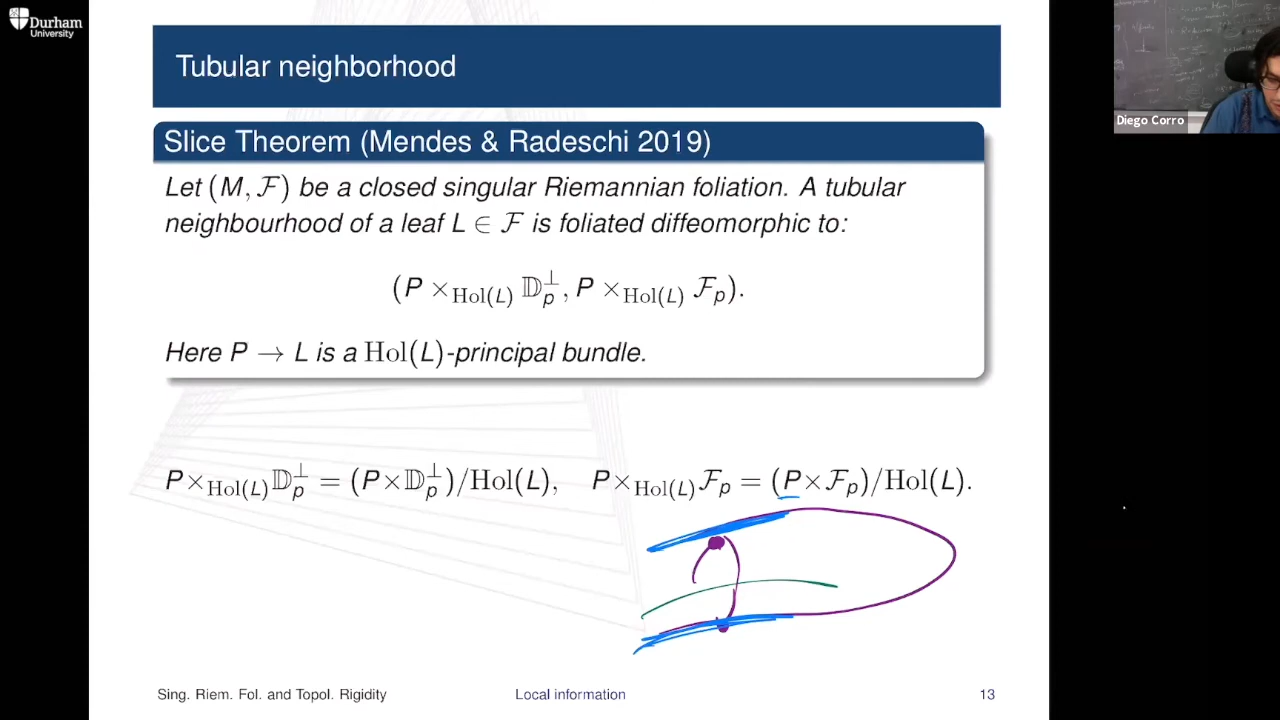 Durham
University
Tubular neighborhood
Slice Theorem (Mendes & Radeschi 2019)
Let (M, ℱ) be a closed singular Riemannian foliation. A tubular
neighbourhood of a leaf L ∈ ℱ is foliated diffeomorphic to:
(P ×_{Hol(L)} 𝔻_p^⊥, P ×_{Hol(L)} ℱ_p).
Here P → L is a Hol(L)-principal bundle.
P×_{Hol(L)} 𝔻_p^⊥ = (P×𝔻_p^⊥)/Hol(L), P×_{Hol(L)} ℱ_p = (P×ℱ_p)/Hol(L).
Sing. Riem. Fol. and Topol. Rigidity Local information 13
Diego Corro